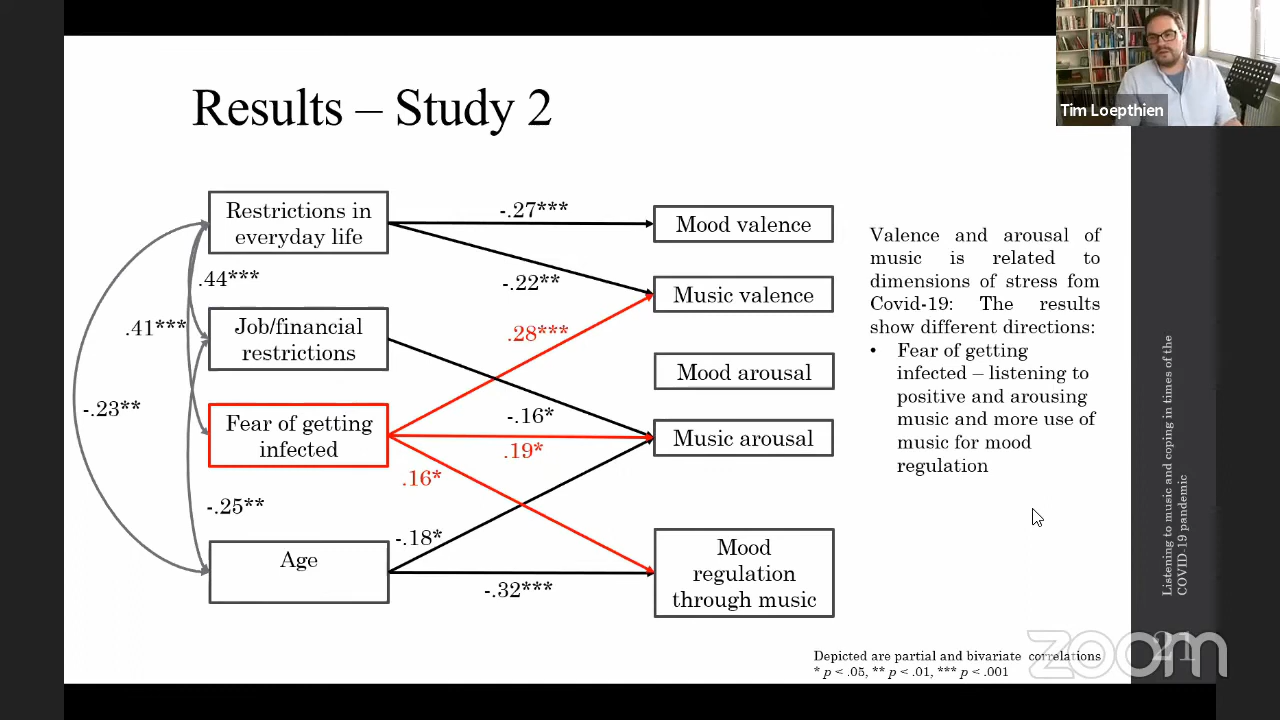 Tim Loepthien
Results – Study 2
Restrictions in
everyday life
Job/financial
restrictions
Fear of getting
infected
Age
.44***
.41***
-.23**
-.25**
-.27***
-.22**
.28***
-.16*
.19*
.16*
-.18*
-.32***
Mood valence
Music valence
Mood arousal
Music arousal
Mood
regulation
through music
Valence and arousal of
music is related to
dimensions of stress fom
Covid-19: The results
show different directions:
• Fear of getting
infected – listening to
positive and arousing
music and more use of
music for mood
regulation
Depicted are partial and bivariate correlations
* p < .05, ** p < .01, *** p < .001
Listening to music and coping in times of the
COVID-19 pandemic
21
zoom